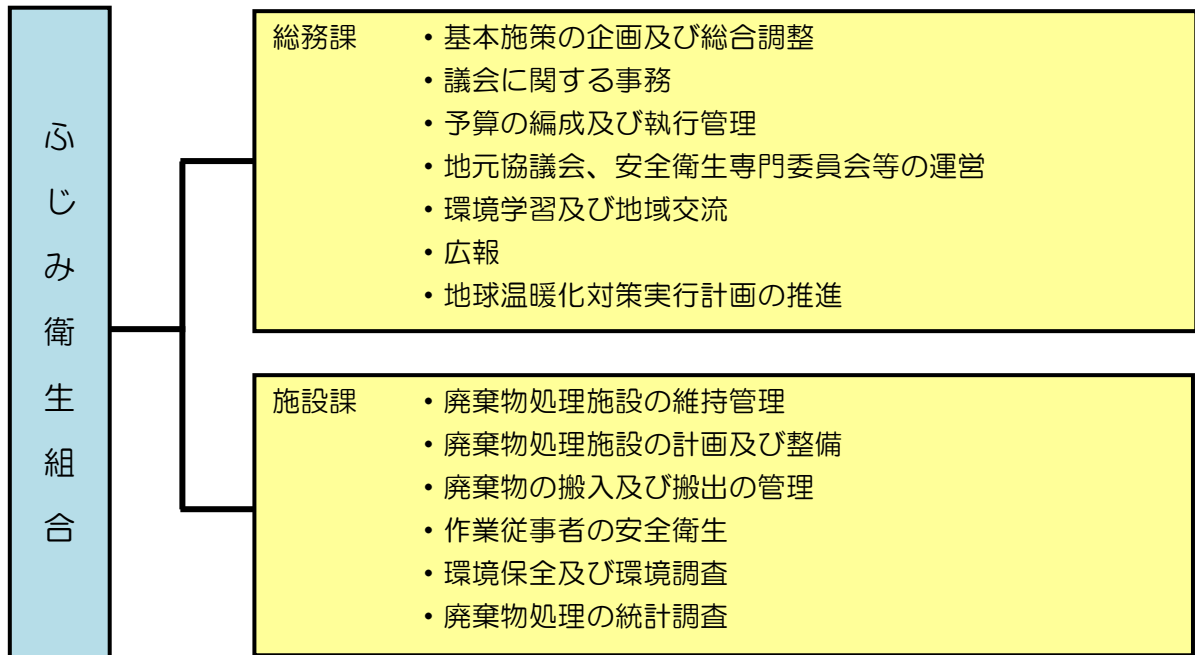 ふじみ衛生組合
総務課 ・基本施策の企画及び総合調整
・議会に関する事務
・予算の編成及び執行管理
・地元協議会、安全衛生専門委員会等の運営
・環境学習及び地域交流
・広報
・地球温暖化対策実行計画の推進
施設課 ・廃棄物処理施設の維持管理
・廃棄物処理施設の計画及び整備
・廃棄物の搬入及び搬出の管理
・作業従事者の安全衛生
・環境保全及び環境調査
・廃棄物処理の統計調査